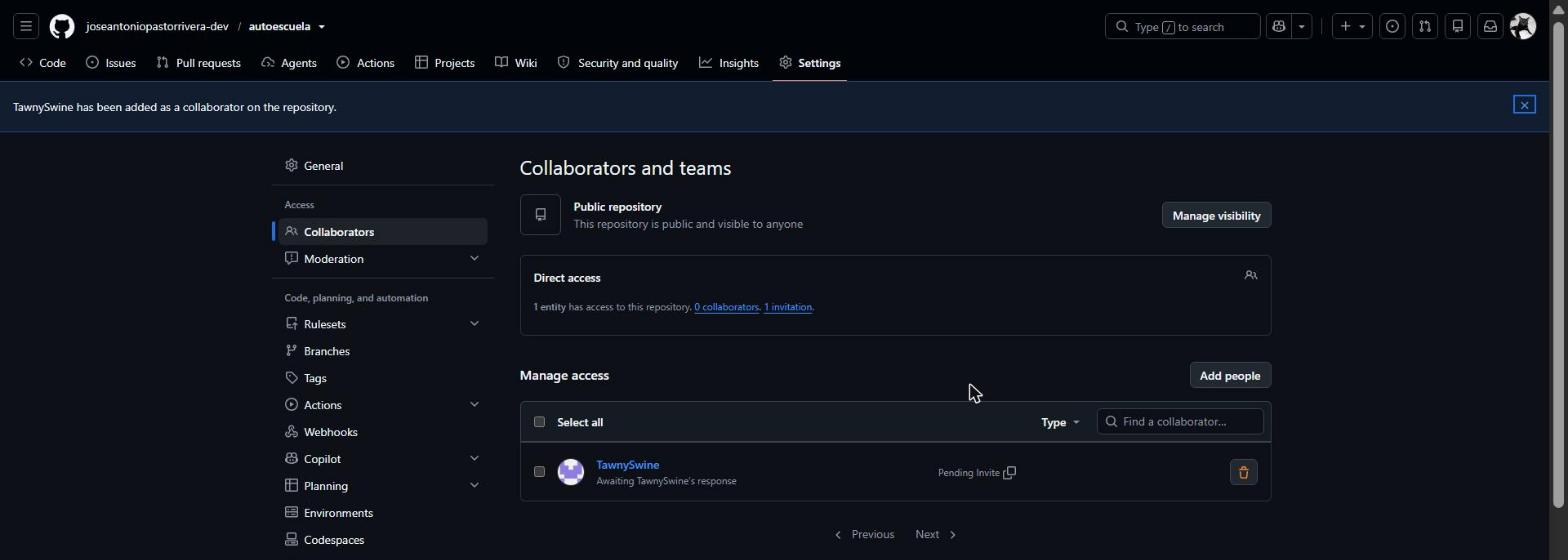 joseantoniopastorrivera-dev / autoescuela
Type / to search
Code Issues Pull requests Agents Actions Projects Wiki Security and quality Insights Settings
TawnySwine has been added as a collaborator on the repository.
General
Access
Collaborators
Moderation
Code, planning, and automation
Rulesets
Branches
Tags
Actions
Webhooks
Copilot
Planning
Environments
Codespaces
Collaborators and teams
Public repository
This repository is public and visible to anyone
Manage visibility
Direct access
1 entity has access to this repository. 0 collaborators. 1 invitation.
Manage access
Add people
Select all
Type
Find a collaborator...
TawnySwine
Awaiting TawnySwine's response
Pending Invite
Previous Next